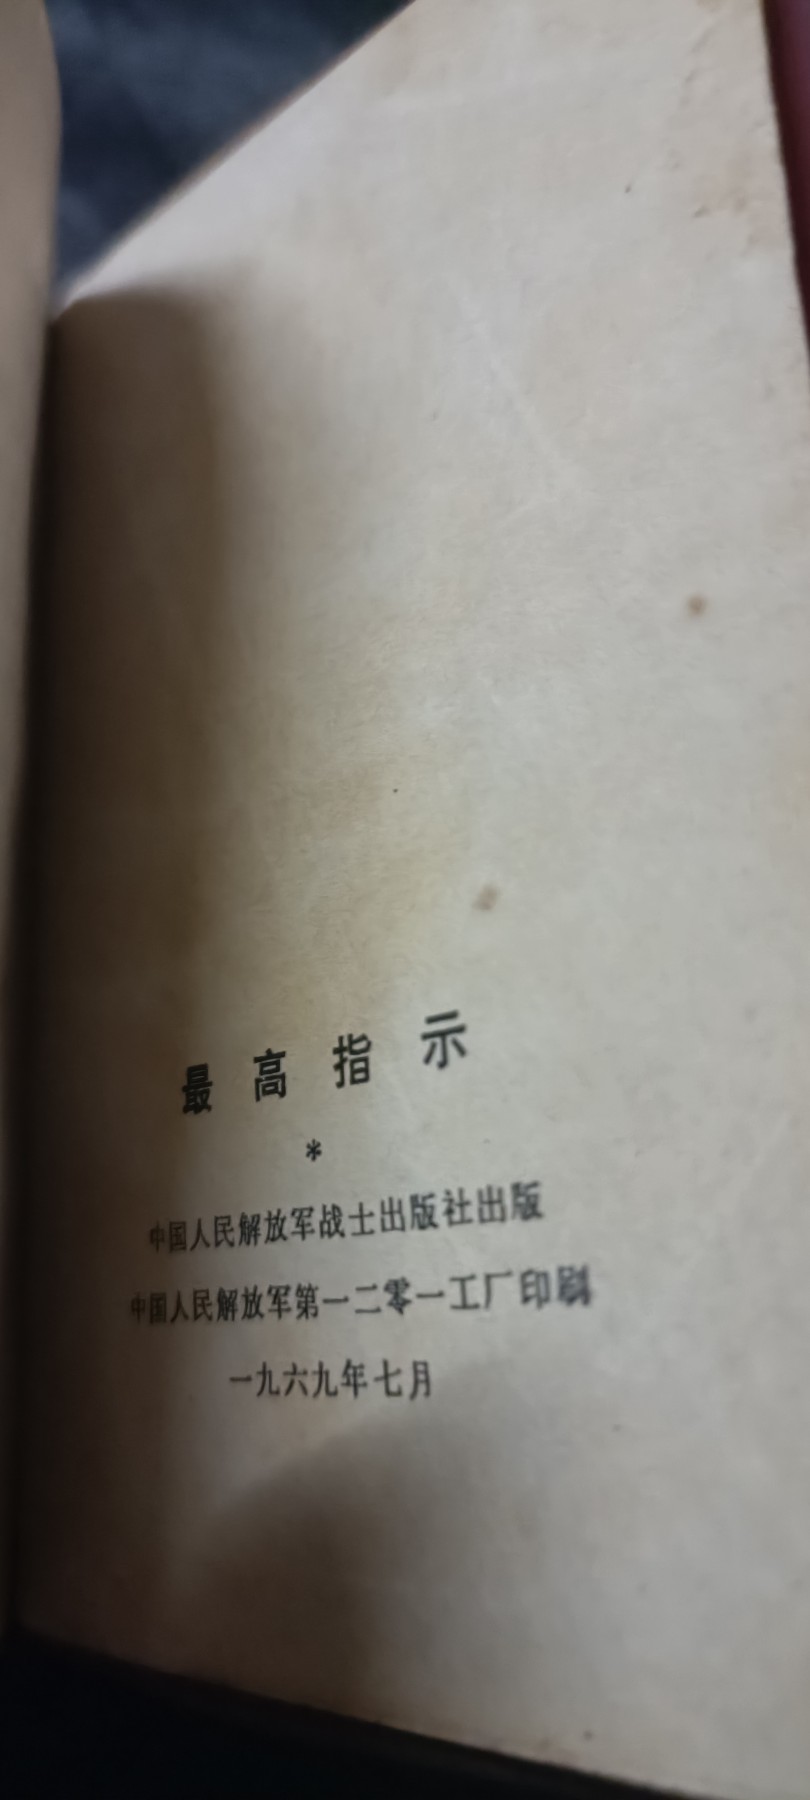 最高指示
*
中国人民解放军战士出版社出版
中国人民解放军第一二零一工厂印刷
一九六九年七月